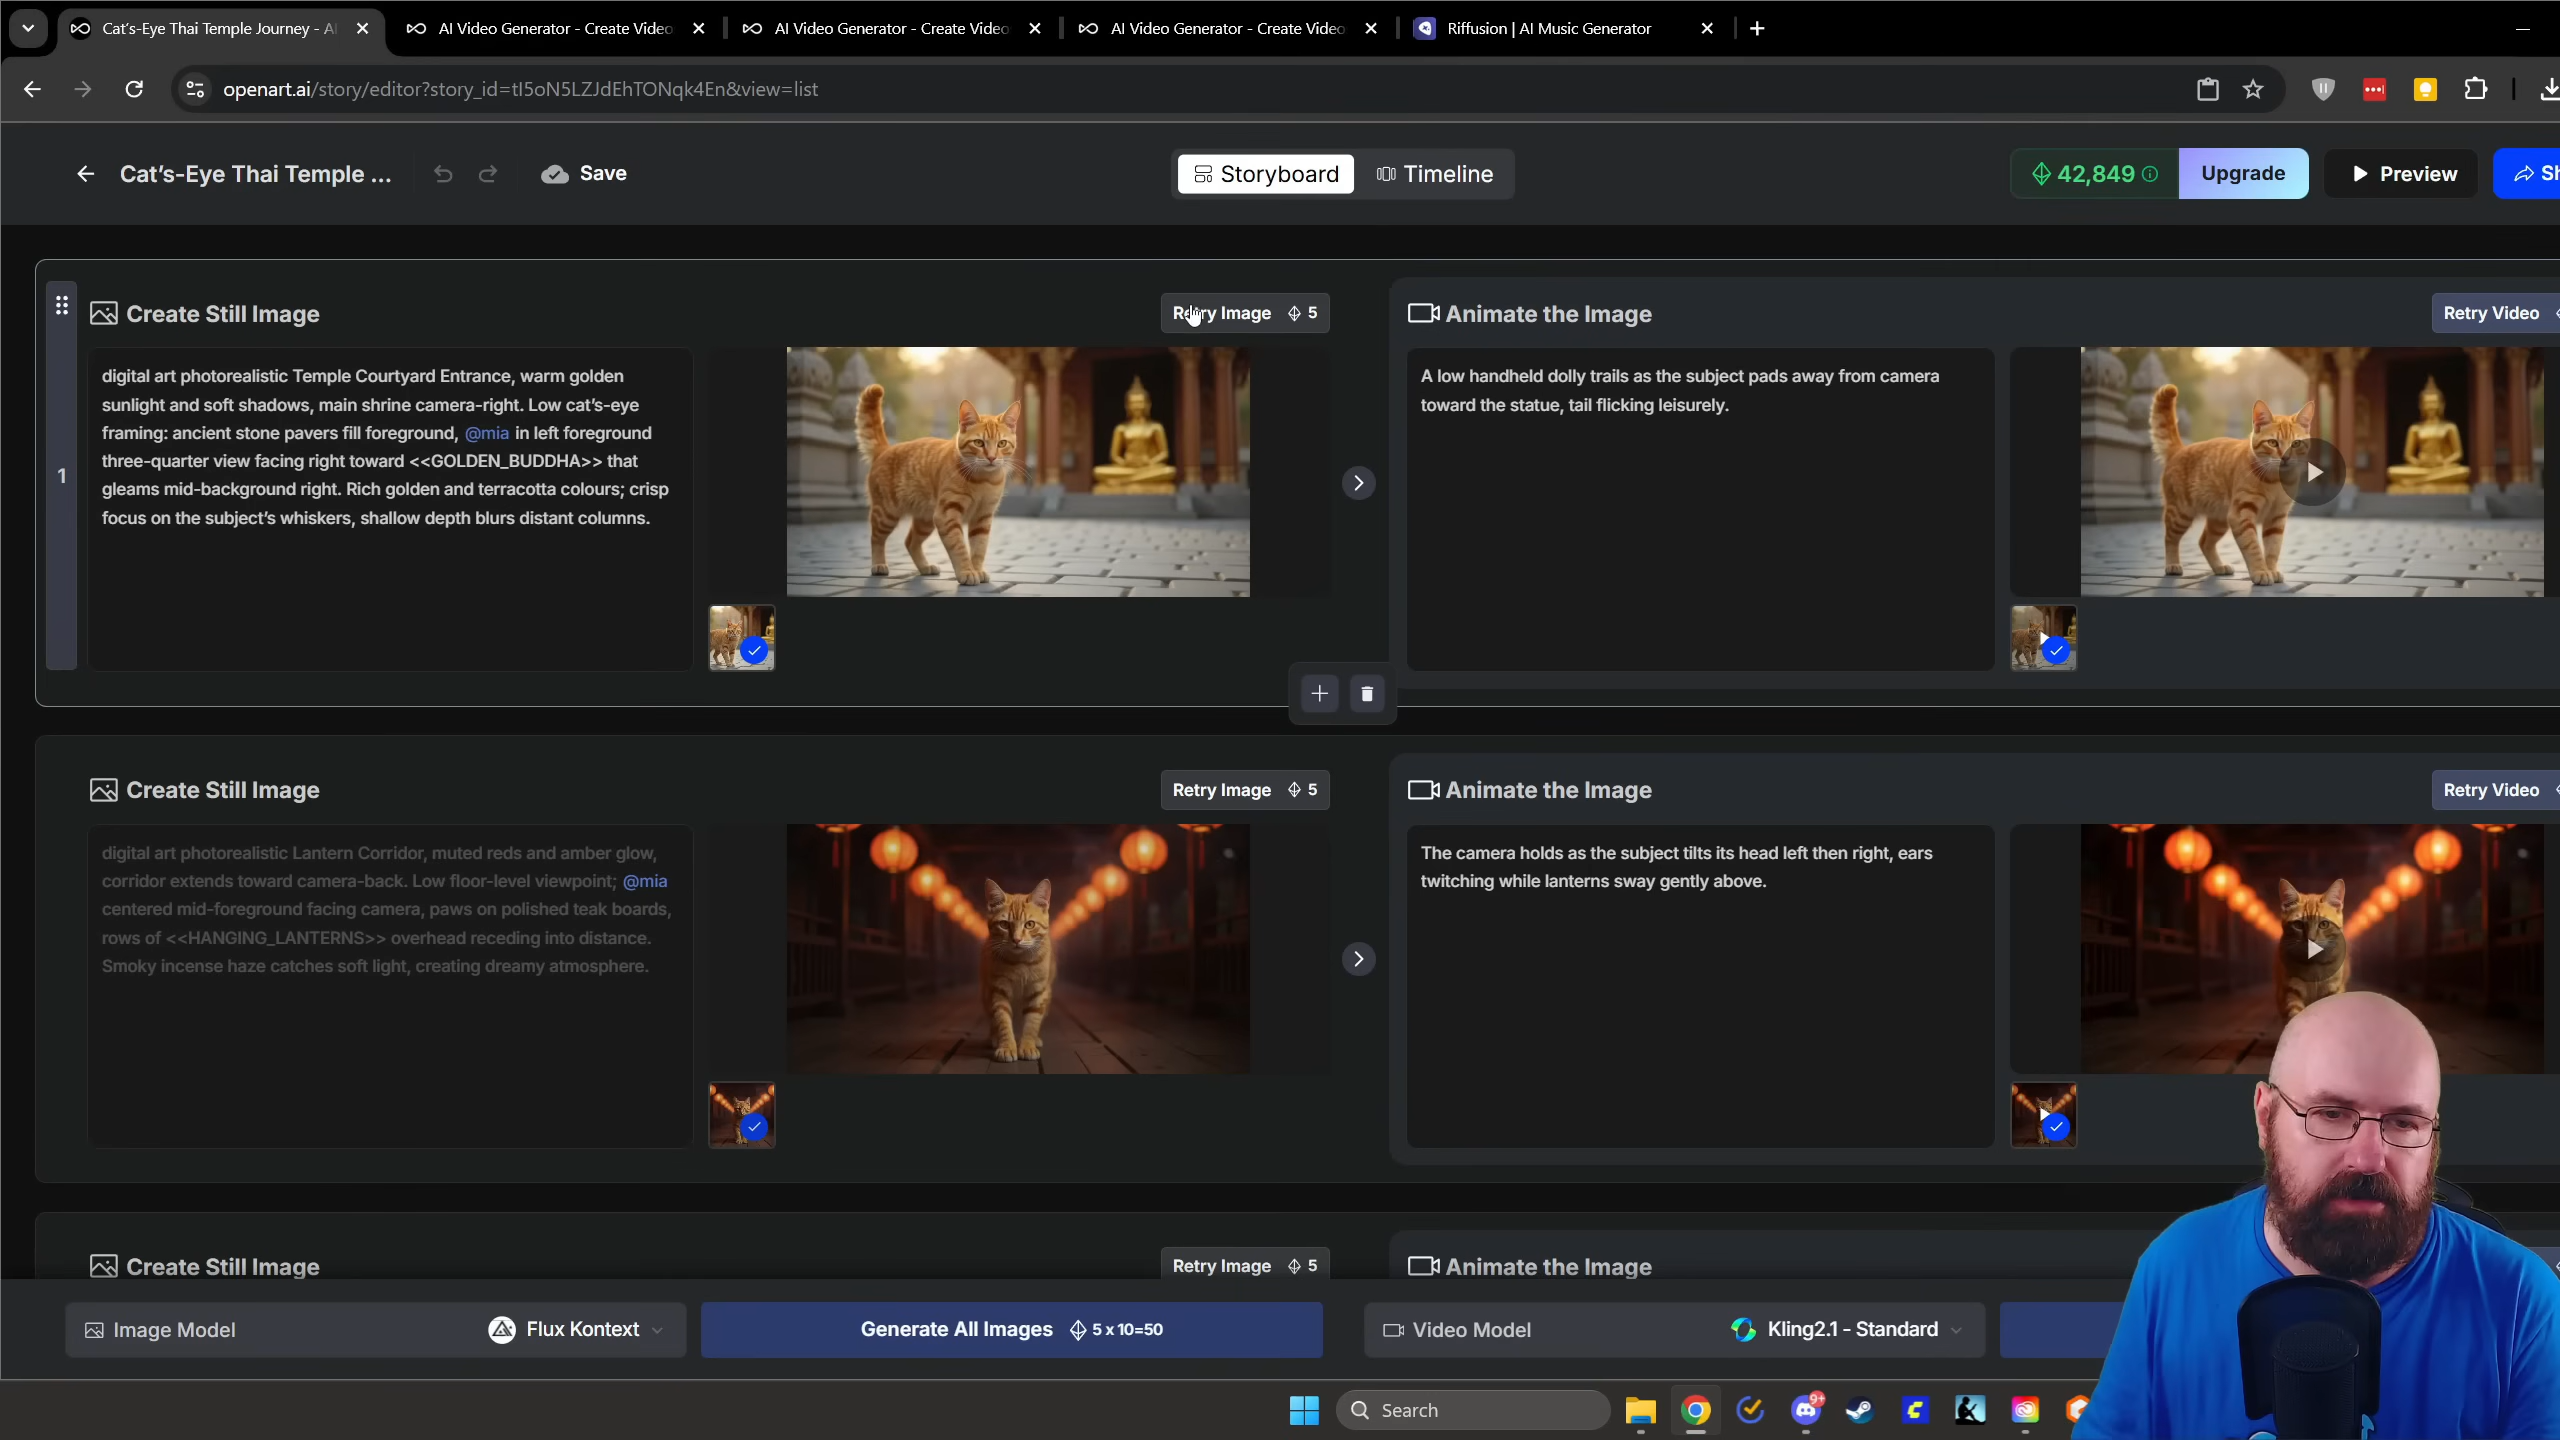 Cat's-Eye Thai Temple Journey - A
AI Video Generator - Create Video
AI Video Generator - Create Video
AI Video Generator - Create Video
Riffusion | AI Music Generator
openart.ai/story/editor?story_id=tI5oN5LZJdEhTONqk4En&view=list
Cat's-Eye Thai Temple ...
Save
Storyboard
Timeline
42,849
Upgrade
Preview
Sh
1
Create Still Image
Retry Image 5
digital art photorealistic Temple Courtyard Entrance, warm golden
sunlight and soft shadows, main shrine camera-right. Low cat's-eye
framing: ancient stone pavers fill foreground, @mia in left foreground
three-quarter view facing right toward <<GOLDEN_BUDDHA>> that
gleams mid-background right. Rich golden and terracotta colours; crisp
focus on the subject's whiskers, shallow depth blurs distant columns.
Animate the Image
Retry Video
A low handheld dolly trails as the subject pads away from camera
toward the statue, tail flicking leisurely.
Create Still Image
Retry Image 5
digital art photorealistic Lantern Corridor, muted reds and amber glow,
corridor extends toward camera-back. Low floor-level viewpoint; @mia
centered mid-foreground facing camera, paws on polished teak boards,
rows of <<HANGING_LANTERNS>> overhead receding into distance.
Smoky incense haze catches soft light, creating dreamy atmosphere.
Animate the Image
Retry Video
The camera holds as the subject tilts its head left then right, ears
twitching while lanterns sway gently above.
Create Still Image
Retry Image 5
Animate the Image
Image Model
Flux Kontext
Generate All Images 5 x 10=50
Video Model
Kling2.1 - Standard
Search
9+